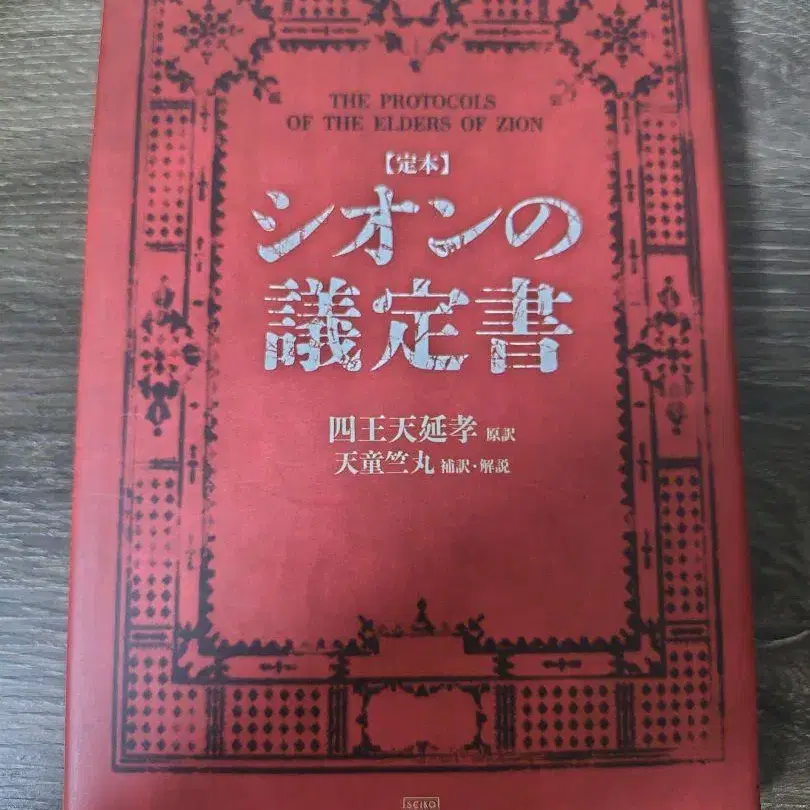 THE PROTOCOLS
OF THE ELDERS OF ZION
【定本】
シオンの
議定書
四王天延孝 原訳
天童竺丸 補訳・解説
SEIKO